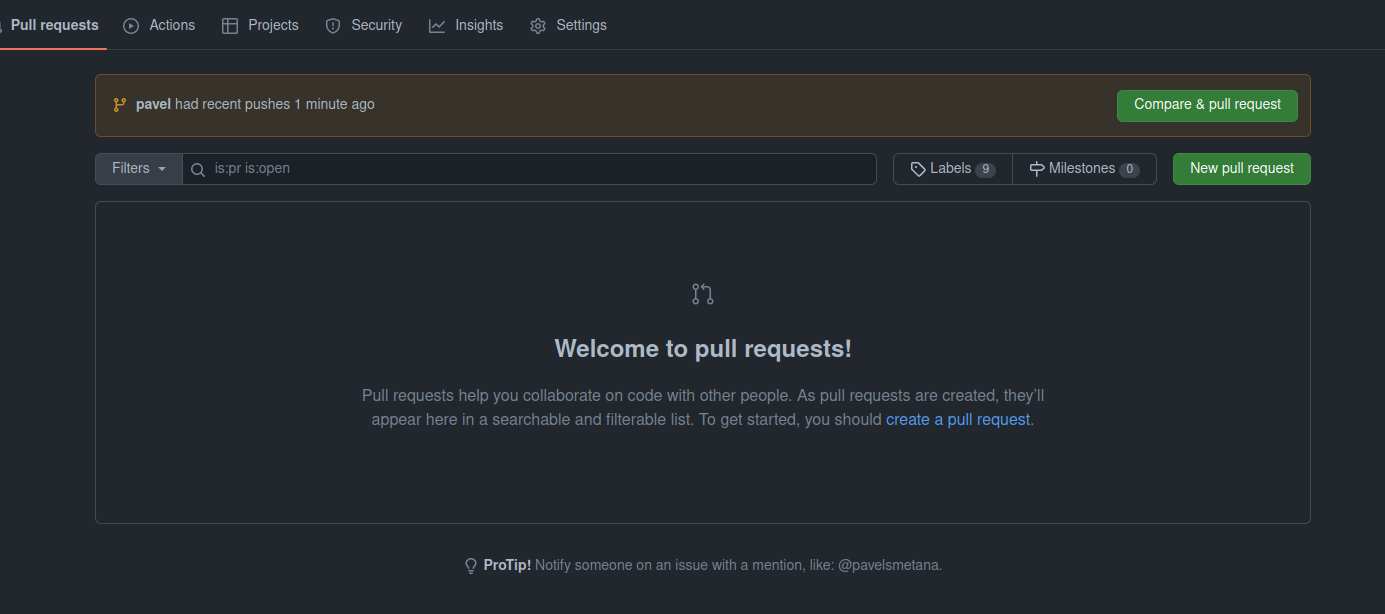 Pull requests Actions Projects Security Insights Settings
pavel had recent pushes 1 minute ago Compare & pull request
Filters is:pr is:open Labels 9 Milestones 0 New pull request
Welcome to pull requests!
Pull requests help you collaborate on code with other people. As pull requests are created, they’ll
appear here in a searchable and filterable list. To get started, you should create a pull request.
ProTip! Notify someone on an issue with a mention, like: @pavelsmetana.